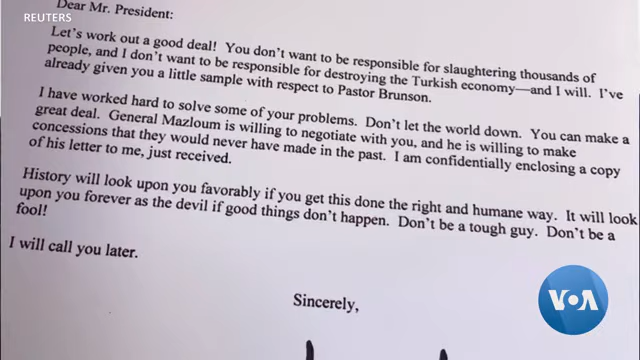 REUTERS
Dear Mr. President:
Let's work out a good deal! You don't want to be responsible for slaughtering thousands of
people, and I don't want to be responsible for destroying the Turkish economy—and I will. I've
already given you a little sample with respect to Pastor Brunson.
I have worked hard to solve some of your problems. Don't let the world down. You can make a
great deal. General Mazloum is willing to negotiate with you, and he is willing to make
concessions that they would never have made in the past. I am confidentially enclosing a copy
of his letter to me, just received.
History will look upon you favorably if you get this done the right and humane way. It will look
upon you forever as the devil if good things don't happen. Don't be a tough guy. Don't be a
fool!
I will call you later.
Sincerely,
VOA